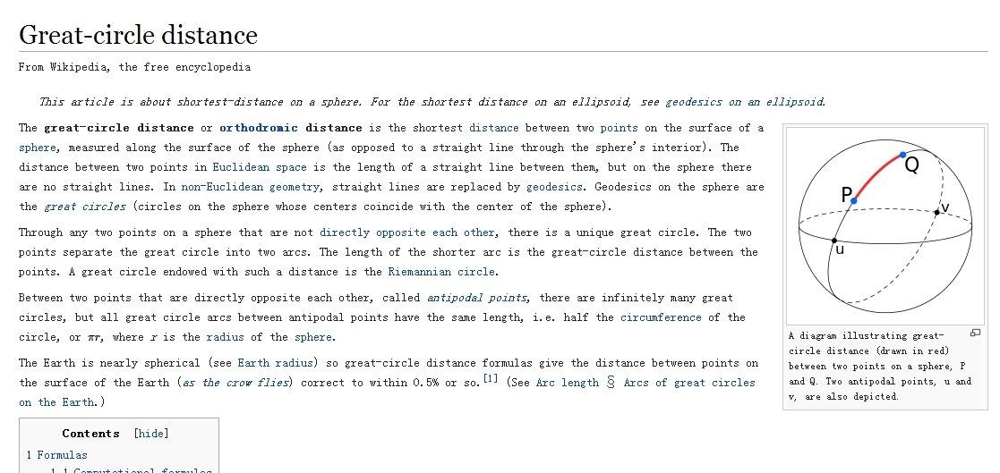 Great-circle distance
From Wikipedia, the free encyclopedia
This article is about shortest-distance on a sphere. For the shortest distance on an ellipsoid, see geodesics on an ellipsoid.
The great-circle distance or orthodromic distance is the shortest distance between two points on the surface of a
sphere, measured along the surface of the sphere (as opposed to a straight line through the sphere's interior). The
distance between two points in Euclidean space is the length of a straight line between them, but on the sphere there
are no straight lines. In non-Euclidean geometry, straight lines are replaced by geodesics. Geodesics on the sphere are
the great circles (circles on the sphere whose centers coincide with the center of the sphere).
Through any two points on a sphere that are not directly opposite each other, there is a unique great circle. The two
points separate the great circle into two arcs. The length of the shorter arc is the great-circle distance between the
points. A great circle endowed with such a distance is the Riemannian circle.
Between two points that are directly opposite each other, called antipodal points, there are infinitely many great
circles, but all great circle arcs between antipodal points have the same length, i.e. half the circumference of the
circle, or πr, where r is the radius of the sphere.
The Earth is nearly spherical (see Earth radius) so great-circle distance formulas give the distance between points on
the surface of the Earth (as the crow flies) correct to within 0.5% or so.[1] (See Arc length § Arcs of great circles
on the Earth.)
Contents [hide]
1 Formulas
1.1 Computational formulas
Q
P
v
u
A diagram illustrating great-
circle distance (drawn in red)
between two points on a sphere, P
and Q. Two antipodal points, u and
v, are also depicted.